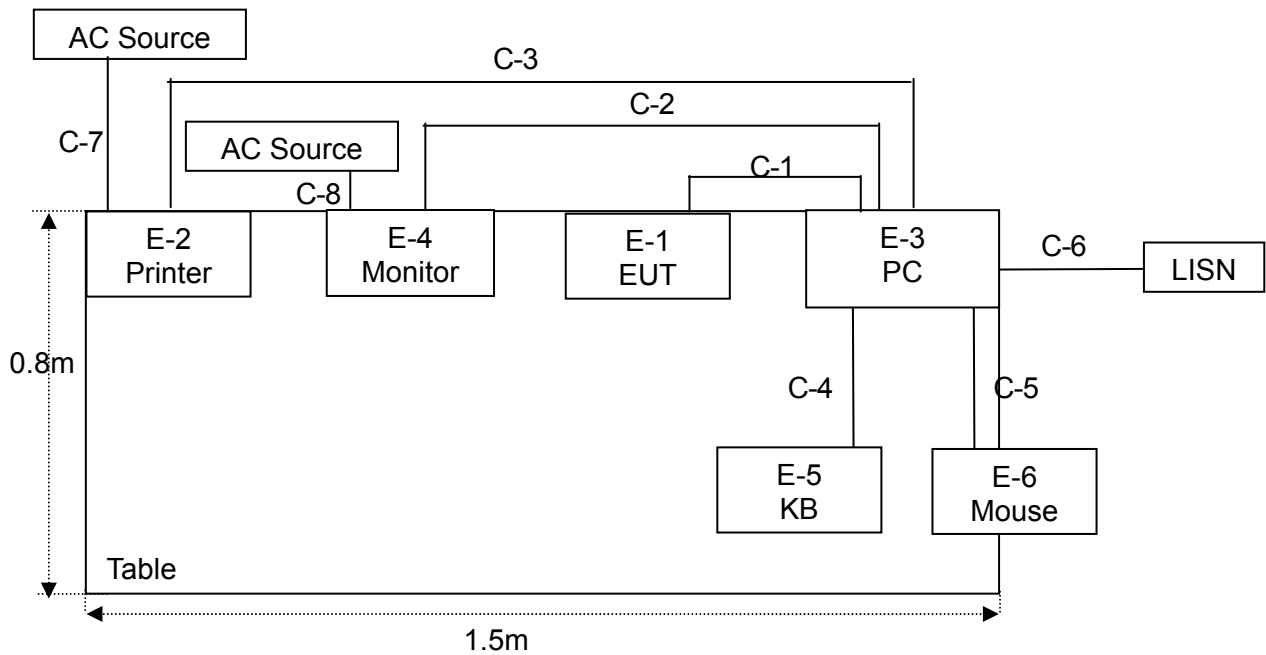 AC Source
C-3
C-2
C-7
AC Source
C-1
C-8
E-2
Printer
E-4
Monitor
E-1
EUT
E-3
PC
C-6
LISN
0.8m
C-4
C-5
E-5
KB
E-6
Mouse
Table
1.5m